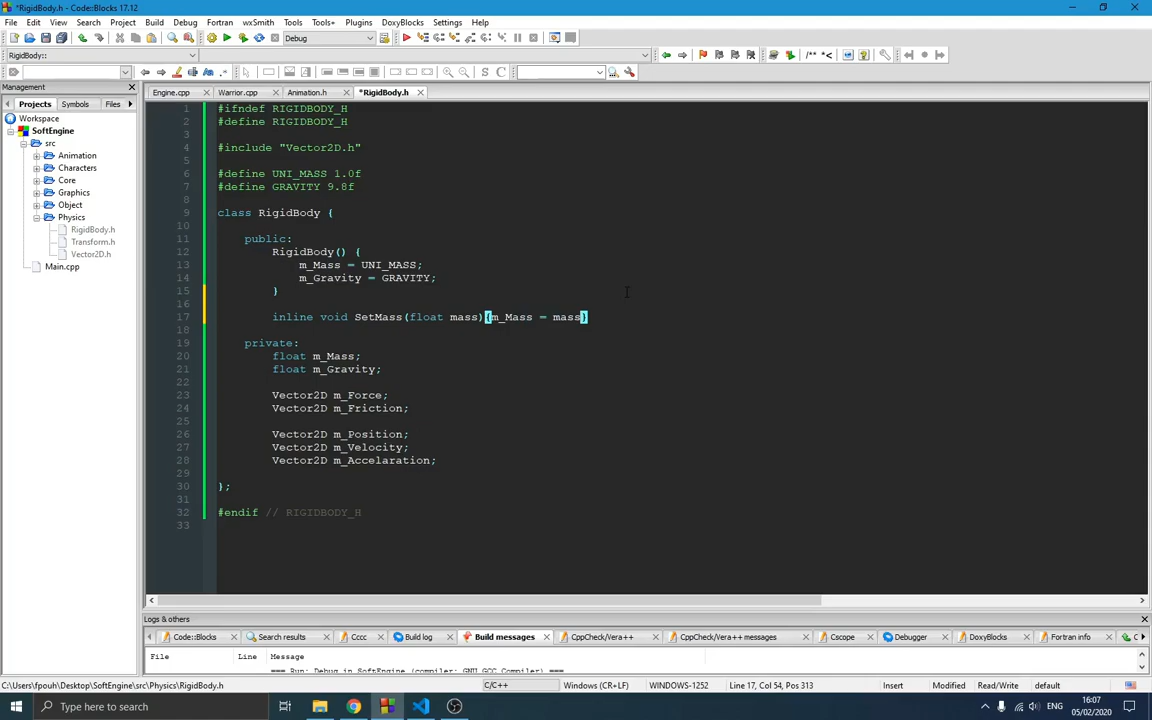 *RigidBody.h - Code::Blocks 17.12
File Edit View Search Project Build Debug Fortran wxSmith Tools Tools+ Plugins DoxyBlocks Settings Help
Debug
/** *<
RigidBody::
S C
Management
Engine.cpp Warrior.cpp Animation.h *RigidBody.h
Projects Symbols Files
Workspace
SoftEngine
src
Animation
Characters
Core
Graphics
Object
Physics
RigidBody.h
Transform.h
Vector2D.h
Main.cpp
1 #ifndef RIGIDBODY_H
2 #define RIGIDBODY_H
3
4 #include "Vector2D.h"
5
6 #define UNI_MASS 1.0f
7 #define GRAVITY 9.8f
8
9 class RigidBody {
10
11 public:
12 RigidBody() {
13 m_Mass = UNI_MASS;
14 m_Gravity = GRAVITY;
15 }
16
17 inline void SetMass(float mass){m_Mass = mass}
18
19 private:
20 float m_Mass;
21 float m_Gravity;
22
23 Vector2D m_Force;
24 Vector2D m_Friction;
25
26 Vector2D m_Position;
27 Vector2D m_Velocity;
28 Vector2D m_Accelaration;
29
30 };
31
32 #endif // RIGIDBODY_H
33
Logs & others
Code::Blocks Search results Cccc Build log Build messages CppCheck/Vera++ CppCheck/Vera++ messages Cscope Debugger DoxyBlocks Fortran info C
File Line Message
=== Run: Debug in SoftEngine (compiler: GNU GCC Compiler) ===
C:\Users\fpouh\Desktop\SoftEngine\src\Physics\RigidBody.h C/C++ Windows (CR+LF) WINDOWS-1252 Line 17, Col 54, Pos 313 Insert Modified Read/Write default
Type here to search
ENG
16:07
05/02/2020